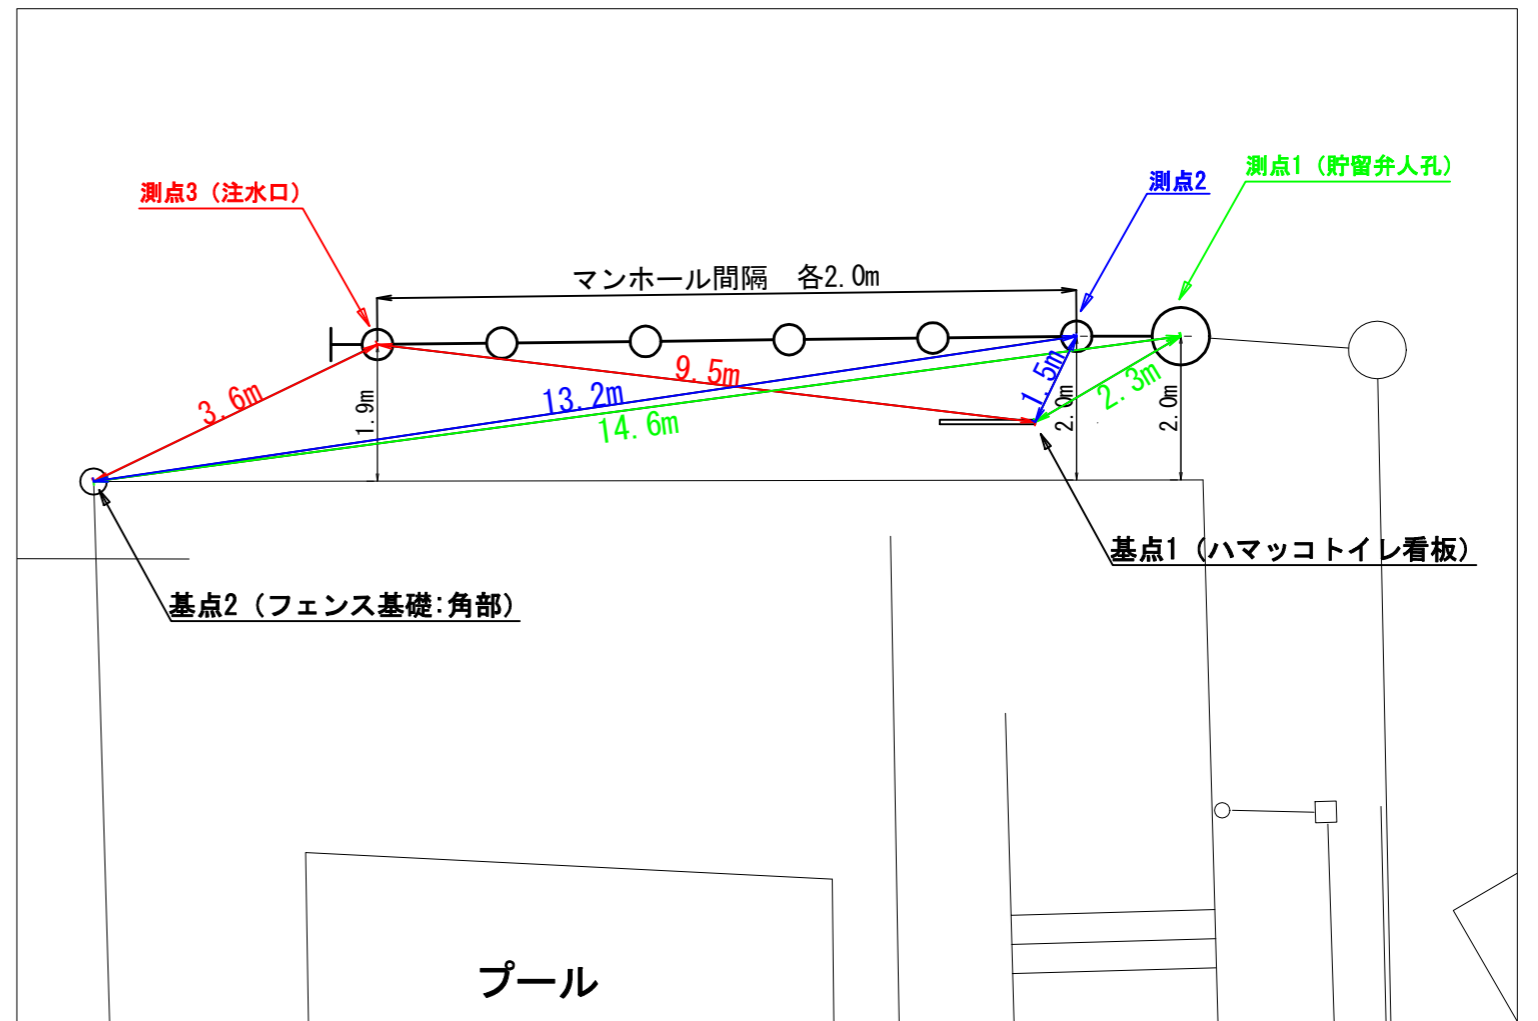 測点1（貯留弁人孔）
測点2
測点3（注水口）
マンホール間隔　各2.0m
9.5m
1.5m
2.3m
3.6m
13.2m
14.6m
1.9m
2.0m
2.0m
基点1（ハマッコトイレ看板）
基点2（フェンス基礎:角部）
プール